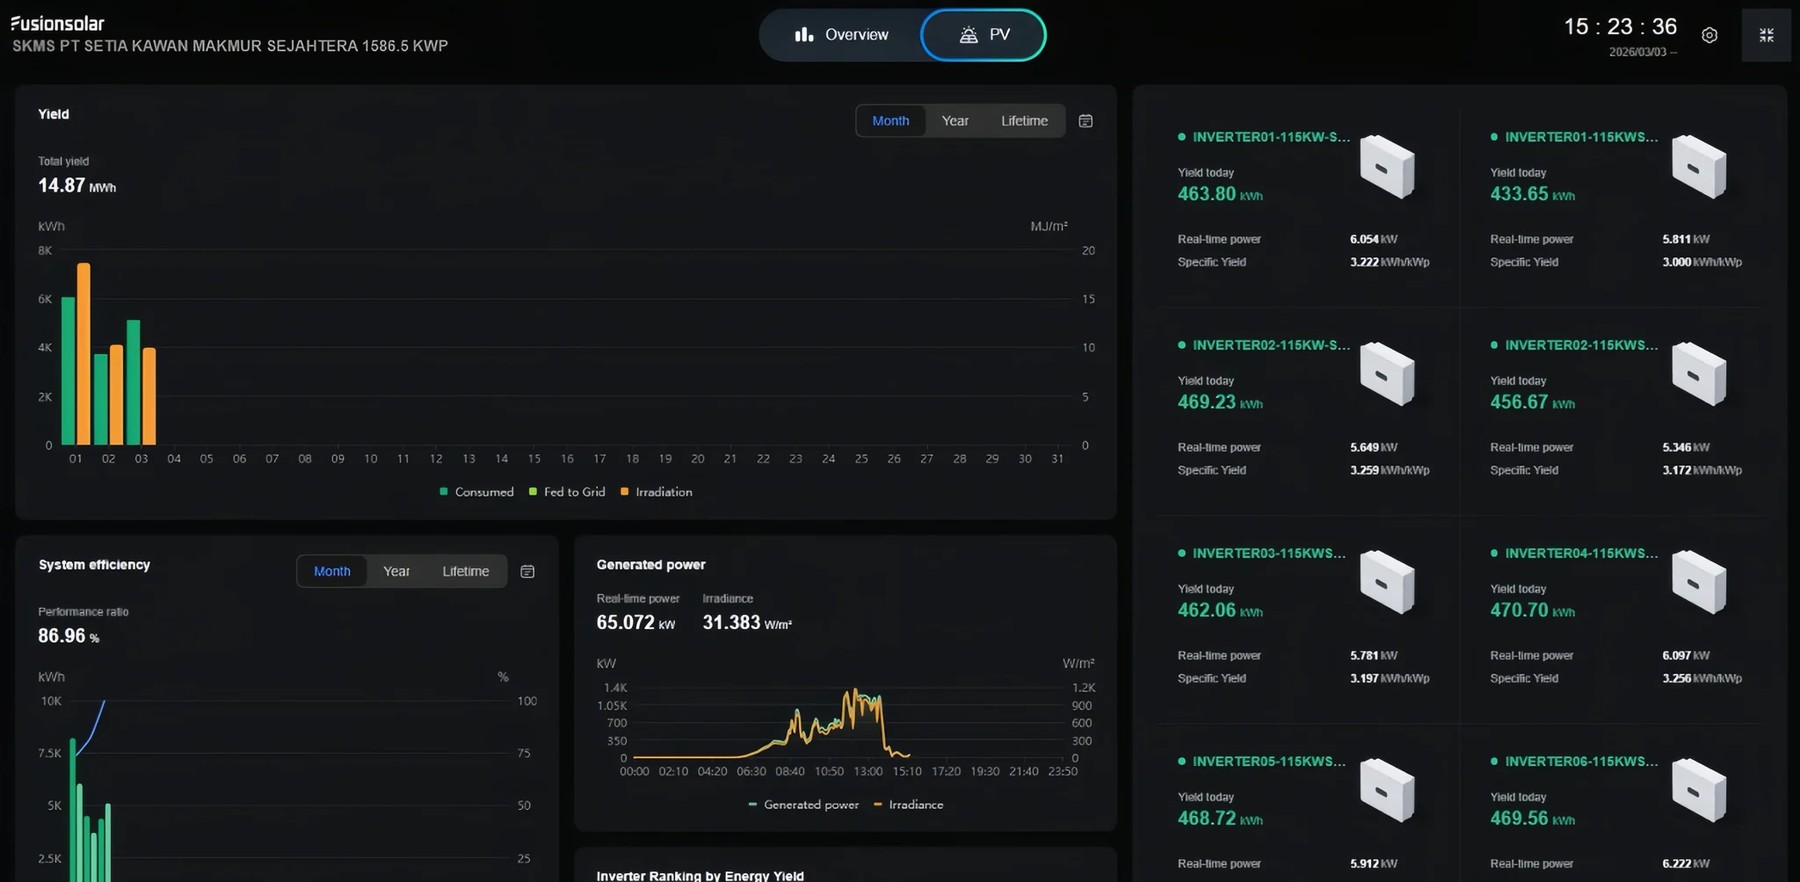 Fusionsolar
SKMS PT SETIA KAWAN MAKMUR SEJAHTERA 1586.5 KWP
Overview
PV
15 : 23 : 36
2026/03/03 --
Yield
Month
Year
Lifetime
Total yield
14.87 MWh
kWh
MJ/m²
8K
20
6K
15
4K
10
2K
5
0
0
01 02 03 04 05 06 07 08 09 10 11 12 13 14 15 16 17 18 19 20 21 22 23 24 25 26 27 28 29 30 31
Consumed
Fed to Grid
Irradiation
System efficiency
Month
Year
Lifetime
Performance ratio
86.96 %
kWh
%
10K
100
7.5K
75
5K
50
2.5K
25
Generated power
Real-time power
Irradiance
65.072 kW
31.383 W/m²
kW
W/m²
1.4K
1.2K
1.05K
900
700
600
350
300
0
0
00:00 02:10 04:20 06:30 08:40 10:50 13:00 15:10 17:20 19:30 21:40 23:50
Generated power
Irradiance
Inverter Ranking by Energy Yield
INVERTER01-115KW-S...
Yield today
463.80 kWh
Real-time power 6.054 kW
Specific Yield 3.222 kWh/kWp
INVERTER01-115KWS...
Yield today
433.65 kWh
Real-time power 5.811 kW
Specific Yield 3.000 kWh/kWp
INVERTER02-115KW-S...
Yield today
469.23 kWh
Real-time power 5.649 kW
Specific Yield 3.259 kWh/kWp
INVERTER02-115KWS...
Yield today
456.67 kWh
Real-time power 5.346 kW
Specific Yield 3.172 kWh/kWp
INVERTER03-115KWS...
Yield today
462.06 kWh
Real-time power 5.781 kW
Specific Yield 3.197 kWh/kWp
INVERTER04-115KWS...
Yield today
470.70 kWh
Real-time power 6.097 kW
Specific Yield 3.256 kWh/kWp
INVERTER05-115KWS...
Yield today
468.72 kWh
Real-time power 5.912 kW
INVERTER06-115KWS...
Yield today
469.56 kWh
Real-time power 6.222 kW